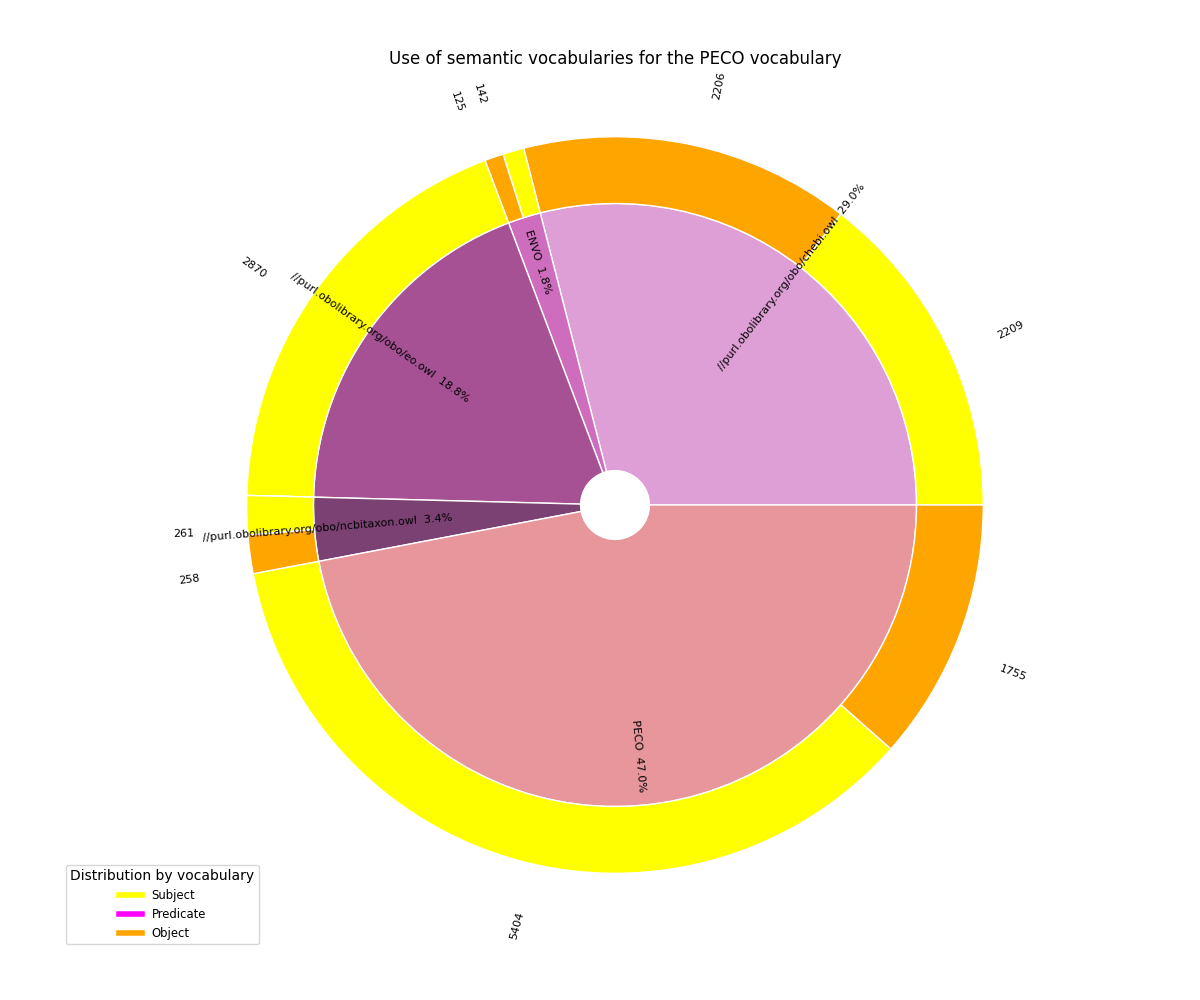 Use of semantic vocabularies for the PECO vocabulary
2206
142
125
//purl.obolibrary.org/obo/chebi.owl  29.0%
ENVO  1.8%
2870
//purl.obolibrary.org/obo/eo.owl  18.8%
2209
261
//purl.obolibrary.org/obo/ncbitaxon.owl  3.4%
258
1755
PECO  47.0%
5404
Distribution by vocabulary
Subject
Predicate
Object